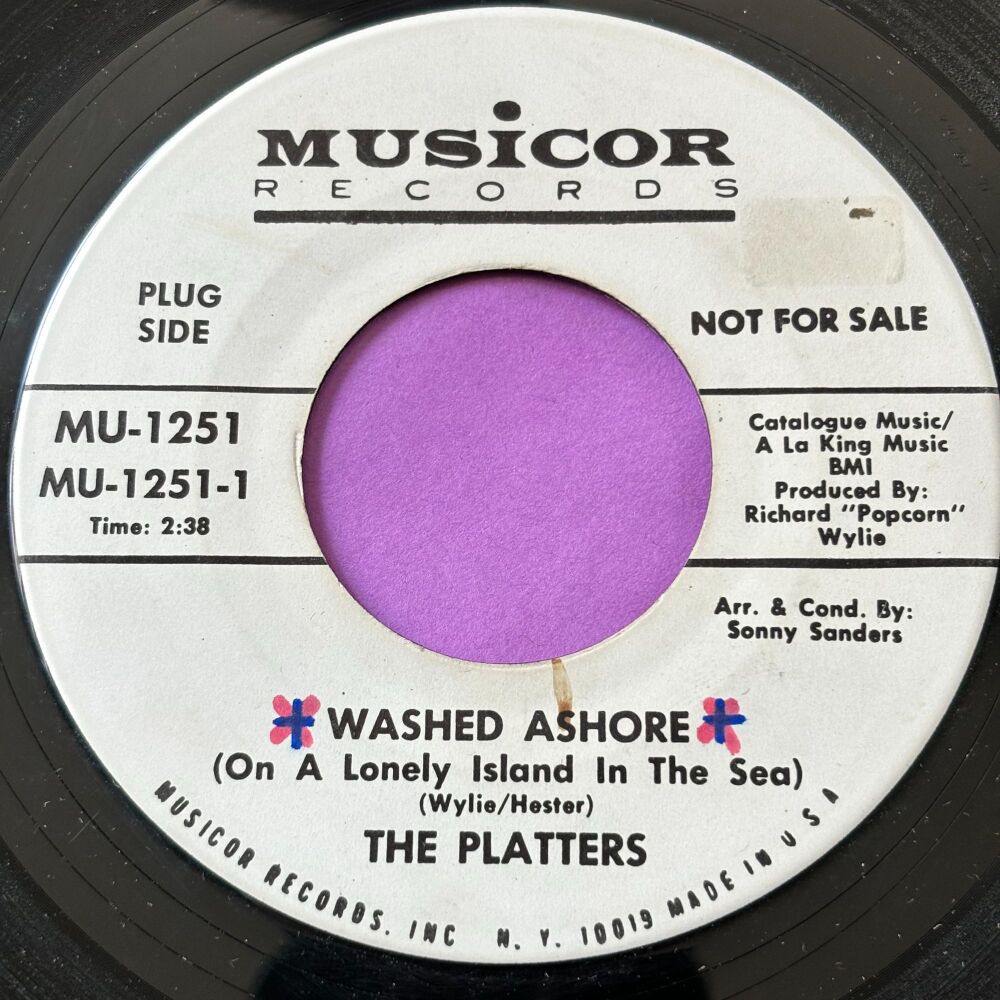 MUSiCOR
RECORDS
PLUG
SIDE
NOT FOR SALE
MU-1251
MU-1251-1
Time: 2:38
Catalogue Music/
A La King Music
BMI
Produced By:
Richard "Popcorn"
Wylie
Arr. & Cond. By:
Sonny Sanders
WASHED ASHORE
(On A Lonely Island In The Sea)
(Wylie/Hester)
THE PLATTERS
MUSICOR RECORDS, INC N. Y. 10019 MADE IN U S A